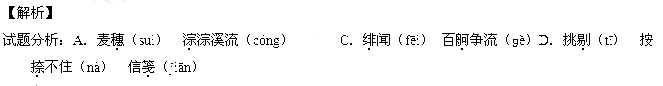 【解析】
试题分析：A．麦穗（suì） 淙淙溪流（cóng） C．绯闻（fēi） 百舸争流（gě）D．挑剔（tī） 按
捺不住（nà） 信笺（jiān）